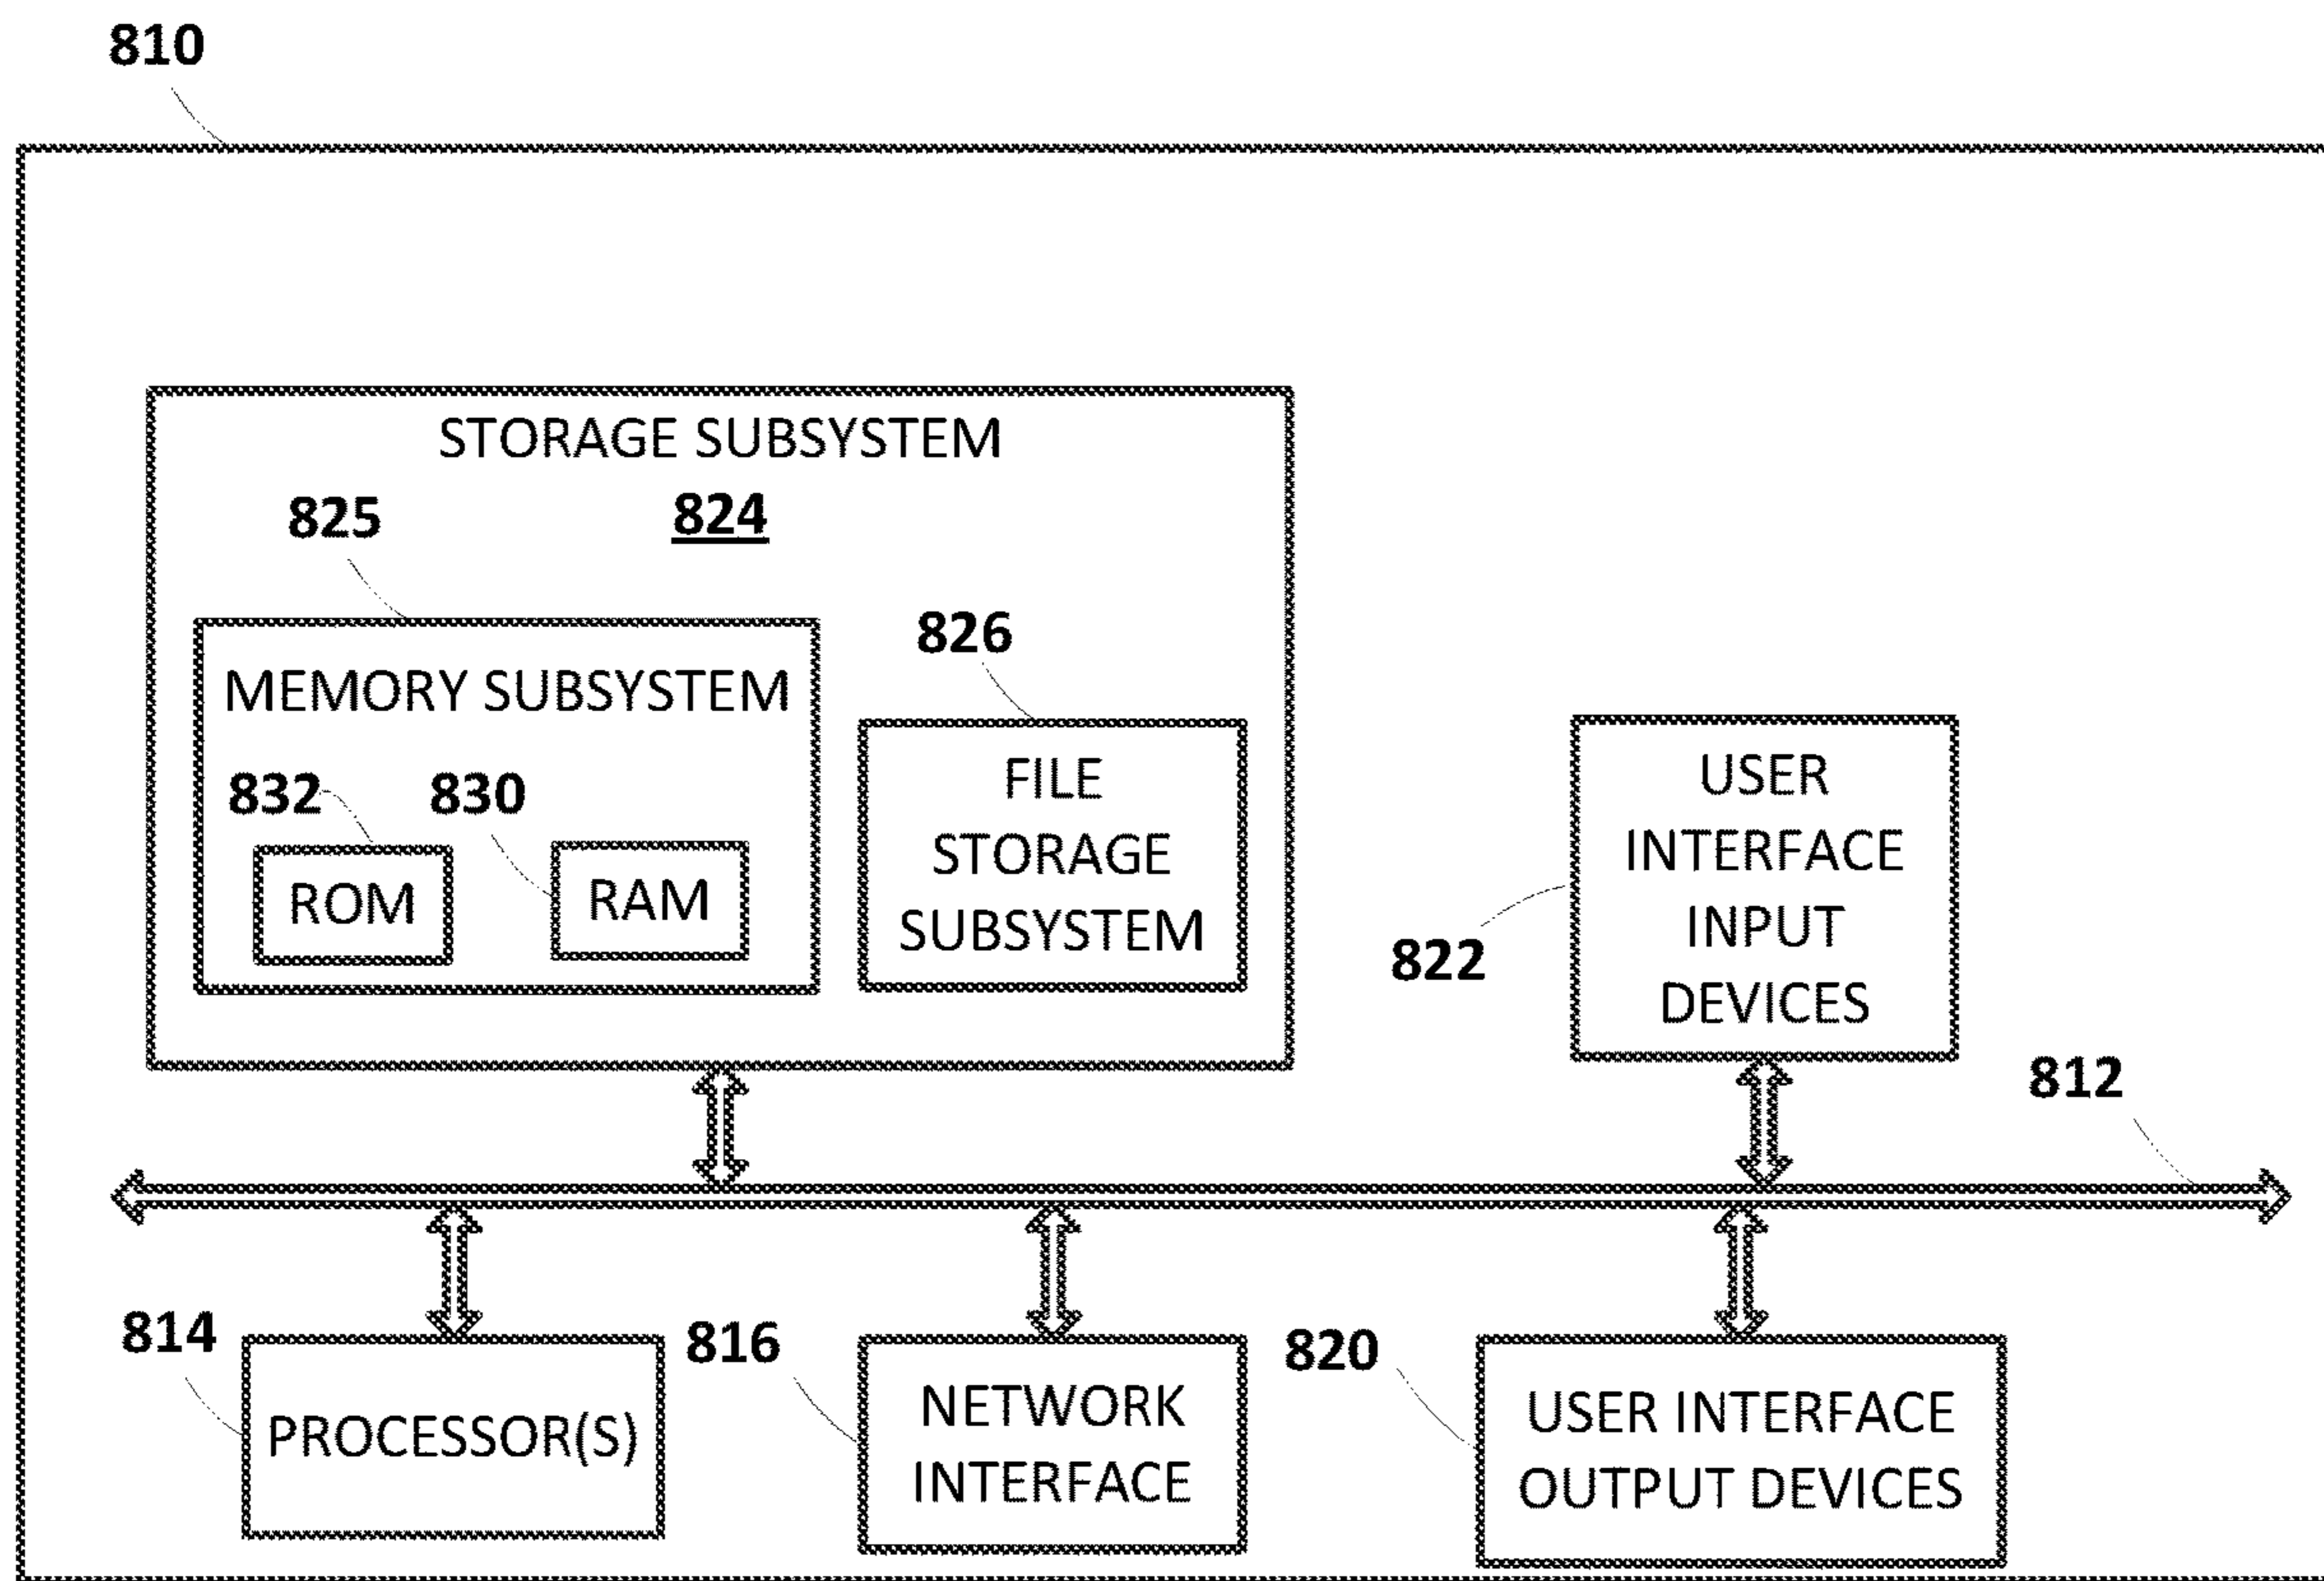 810
STORAGE SUBSYSTEM
824
825
MEMORY SUBSYSTEM
832
830
ROM
RAM
826
FILE
STORAGE
SUBSYSTEM
USER
INTERFACE
INPUT
DEVICES
822
812
814
PROCESSOR(S)
816
NETWORK
INTERFACE
820
USER INTERFACE
OUTPUT DEVICES